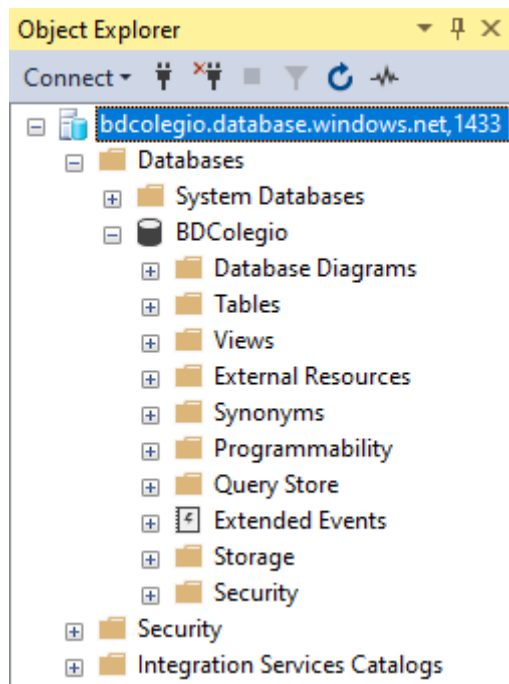 Object Explorer
Connect
bdcolegio.database.windows.net,1433
Databases
System Databases
BDColegio
Database Diagrams
Tables
Views
External Resources
Synonyms
Programmability
Query Store
Extended Events
Storage
Security
Security
Integration Services Catalogs